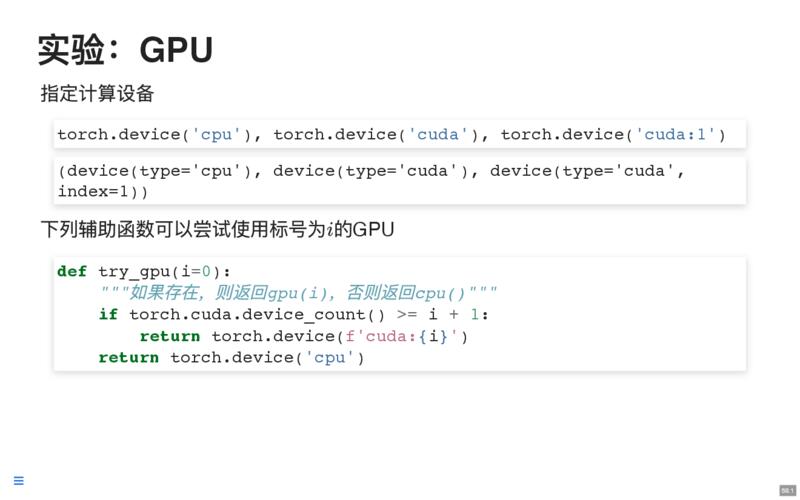 实验：GPU
指定计算设备
torch.device('cpu'), torch.device('cuda'), torch.device('cuda:1')
(device(type='cpu'), device(type='cuda'), device(type='cuda',
index=1))
下列辅助函数可以尝试使用标号为i的GPU
def try_gpu(i=0):
    """如果存在，则返回gpu(i)，否则返回cpu()"""
    if torch.cuda.device_count() >= i + 1:
        return torch.device(f'cuda:{i}')
    return torch.device('cpu')